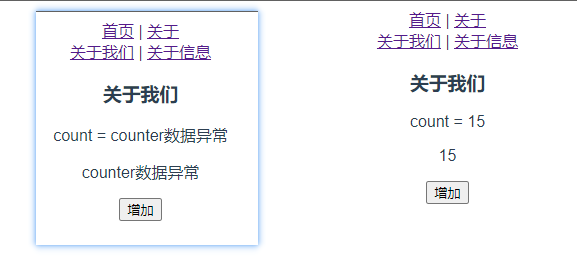 首页 | 关于
关于我们 | 关于信息
关于我们
count = counter数据异常
counter数据异常
增加
首页 | 关于
关于我们 | 关于信息
关于我们
count = 15
15
增加